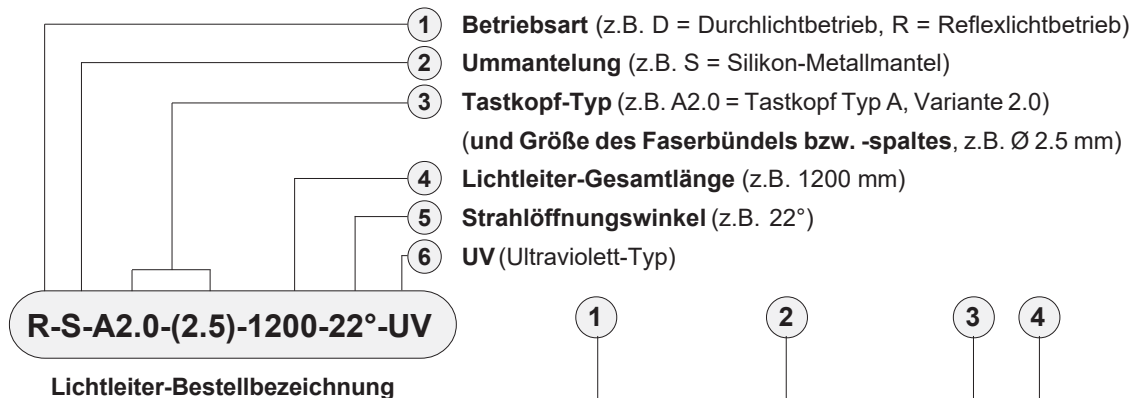 1 Betriebsart (z.B. D = Durchlichtbetrieb, R = Reflexlichtbetrieb)
2 Ummantelung (z.B. S = Silikon-Metallmantel)
3 Tastkopf-Typ (z.B. A2.0 = Tastkopf Typ A, Variante 2.0)
(und Größe des Faserbündels bzw. -spaltes, z.B. Ø 2.5 mm)
4 Lichtleiter-Gesamtlänge (z.B. 1200 mm)
5 Strahlöffnungswinkel (z.B. 22°)
6 UV (Ultraviolett-Typ)
R-S-A2.0-(2.5)-1200-22°-UV
Lichtleiter-Bestellbezeichnung
1 2 3 4